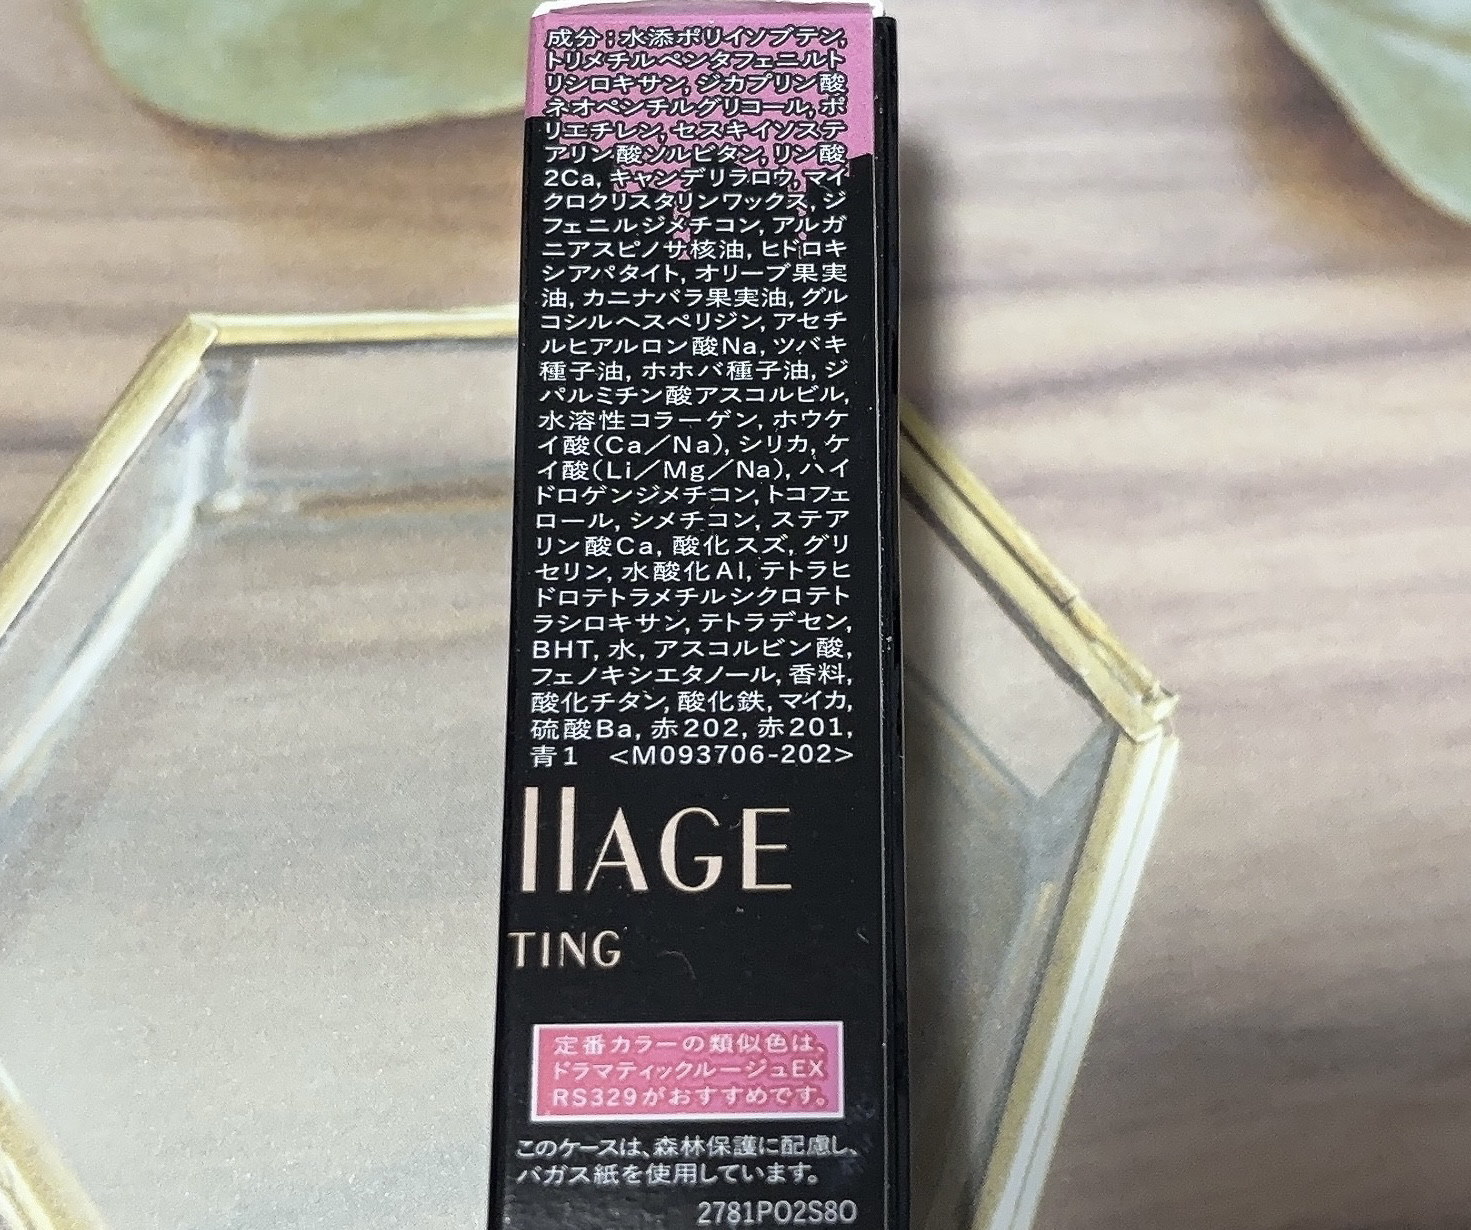 成分；水添ポリイソブテン,
トリメチルペンタフェニルト
リシロキサン, ジカプリン酸
ネオペンチルグリコール, ポ
リエチレン, セスキイソステ
アリン酸ソルビタン, リン酸
2Ca, キャンデリラロウ, マイ
クロクリスタリンワックス, ジ
フェニルジメチコン, アルガ
ニアスピノサ核油, ヒドロキ
シアパタイト, オリーブ果実
油, カニナバラ果実油, グル
コシルヘスペリジン, アセチ
ルヒアルロン酸Na, ツバキ
種子油, ホホバ種子油, ジ
パルミチン酸アスコルビル,
水溶性コラーゲン, ホウケ
イ酸(Ca／Na), シリカ, ケ
イ酸(Li／Mg／Na), ハイ
ドロゲンジメチコン, トコフェ
ロール, シメチコン, ステア
リン酸Ca, 酸化スズ, グリ
セリン, 水酸化Al, テトラヒ
ドロテトラメチルシクロテト
ラシロキサン, テトラデセン,
BHT, 水, アスコルビン酸,
フェノキシエタノール, 香料,
酸化チタン, 酸化鉄, マイカ,
硫酸Ba, 赤202, 赤201,
青1 <M093706-202>
llAGE
TING
定番カラーの類似色は、
ドラマティックルージュEX
RS329がおすすめです。
このケースは、森林保護に配慮し、
バガス紙を使用しています。
2781PO2S80